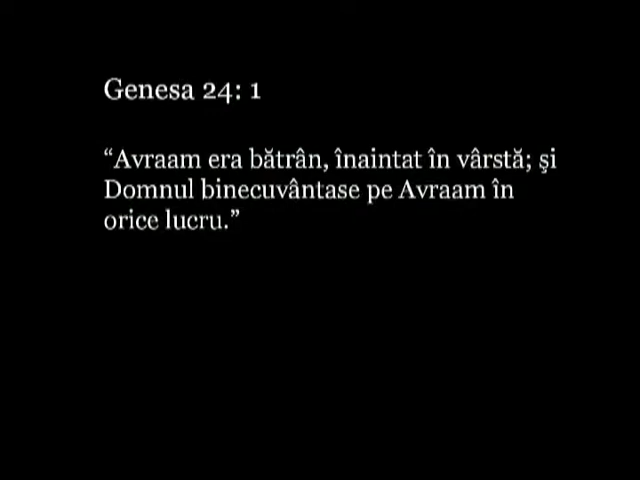 Genesa 24: 1
“Avraam era bătrân, înaintat în vârstă; şi
Domnul binecuvântase pe Avraam în
orice lucru.”